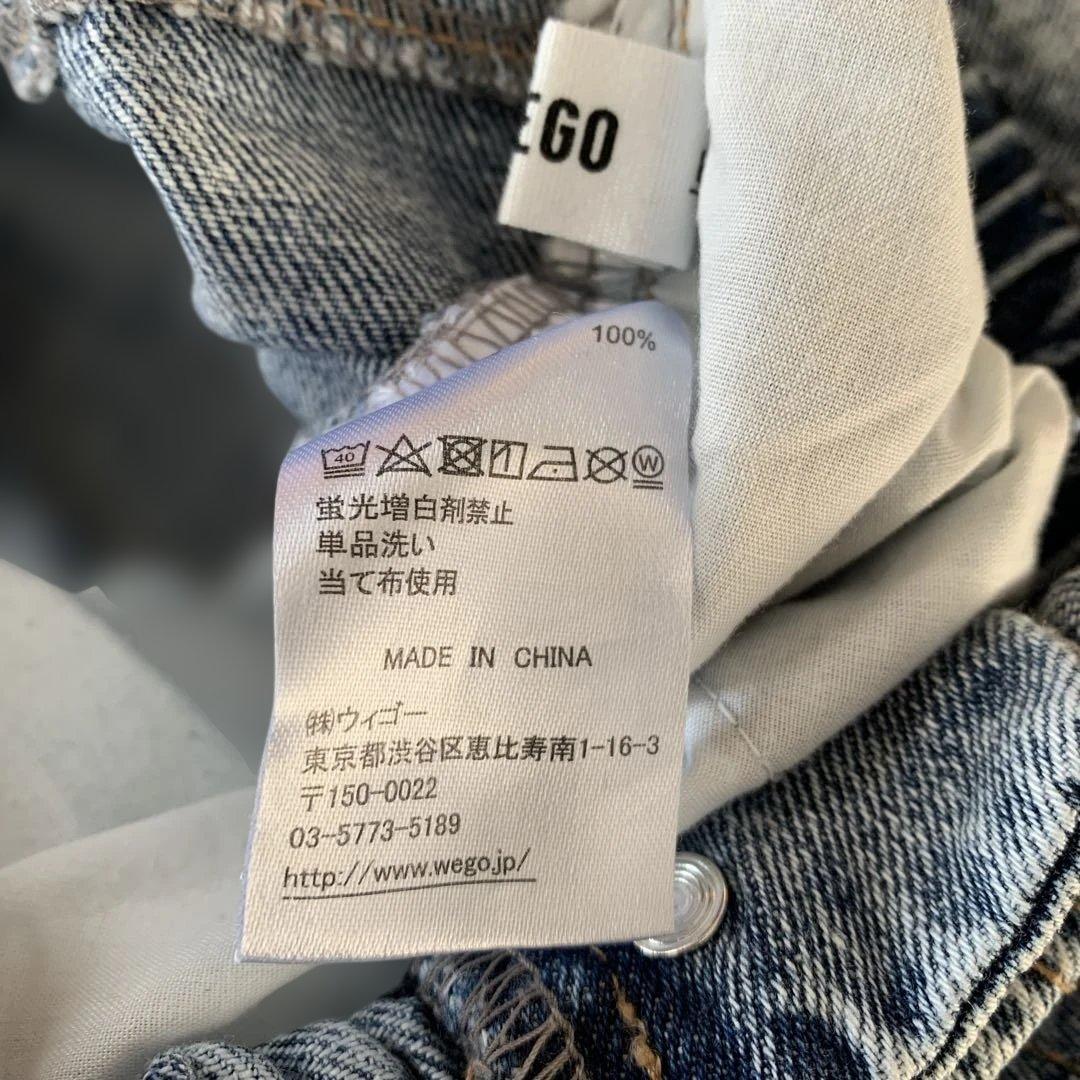 EGO
100%
40 W
蛍光増白剤禁止
単品洗い
当て布使用
MADE IN CHINA
㈱ウィゴー
東京都渋谷区恵比寿南1-16-3
〒150-0022
03-5773-5189
http://www.wego.jp/